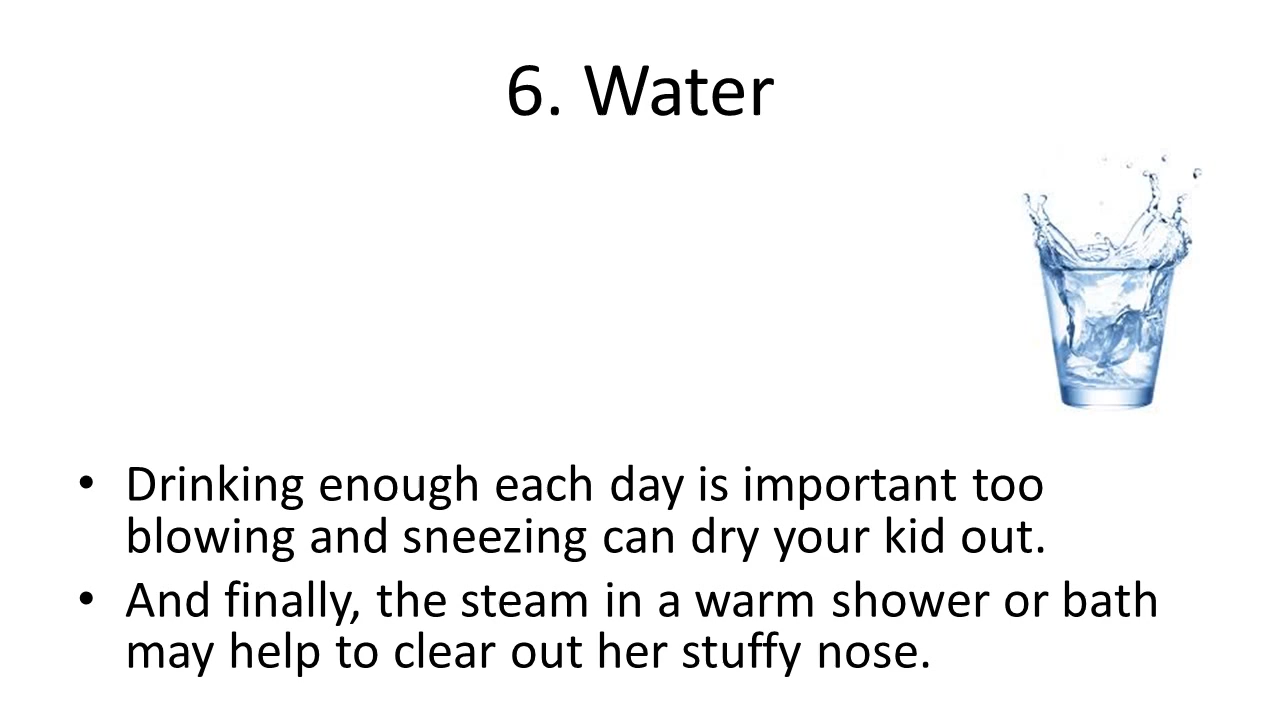 6. Water
• Drinking enough each day is important too
blowing and sneezing can dry your kid out.
• And finally, the steam in a warm shower or bath
may help to clear out her stuffy nose.